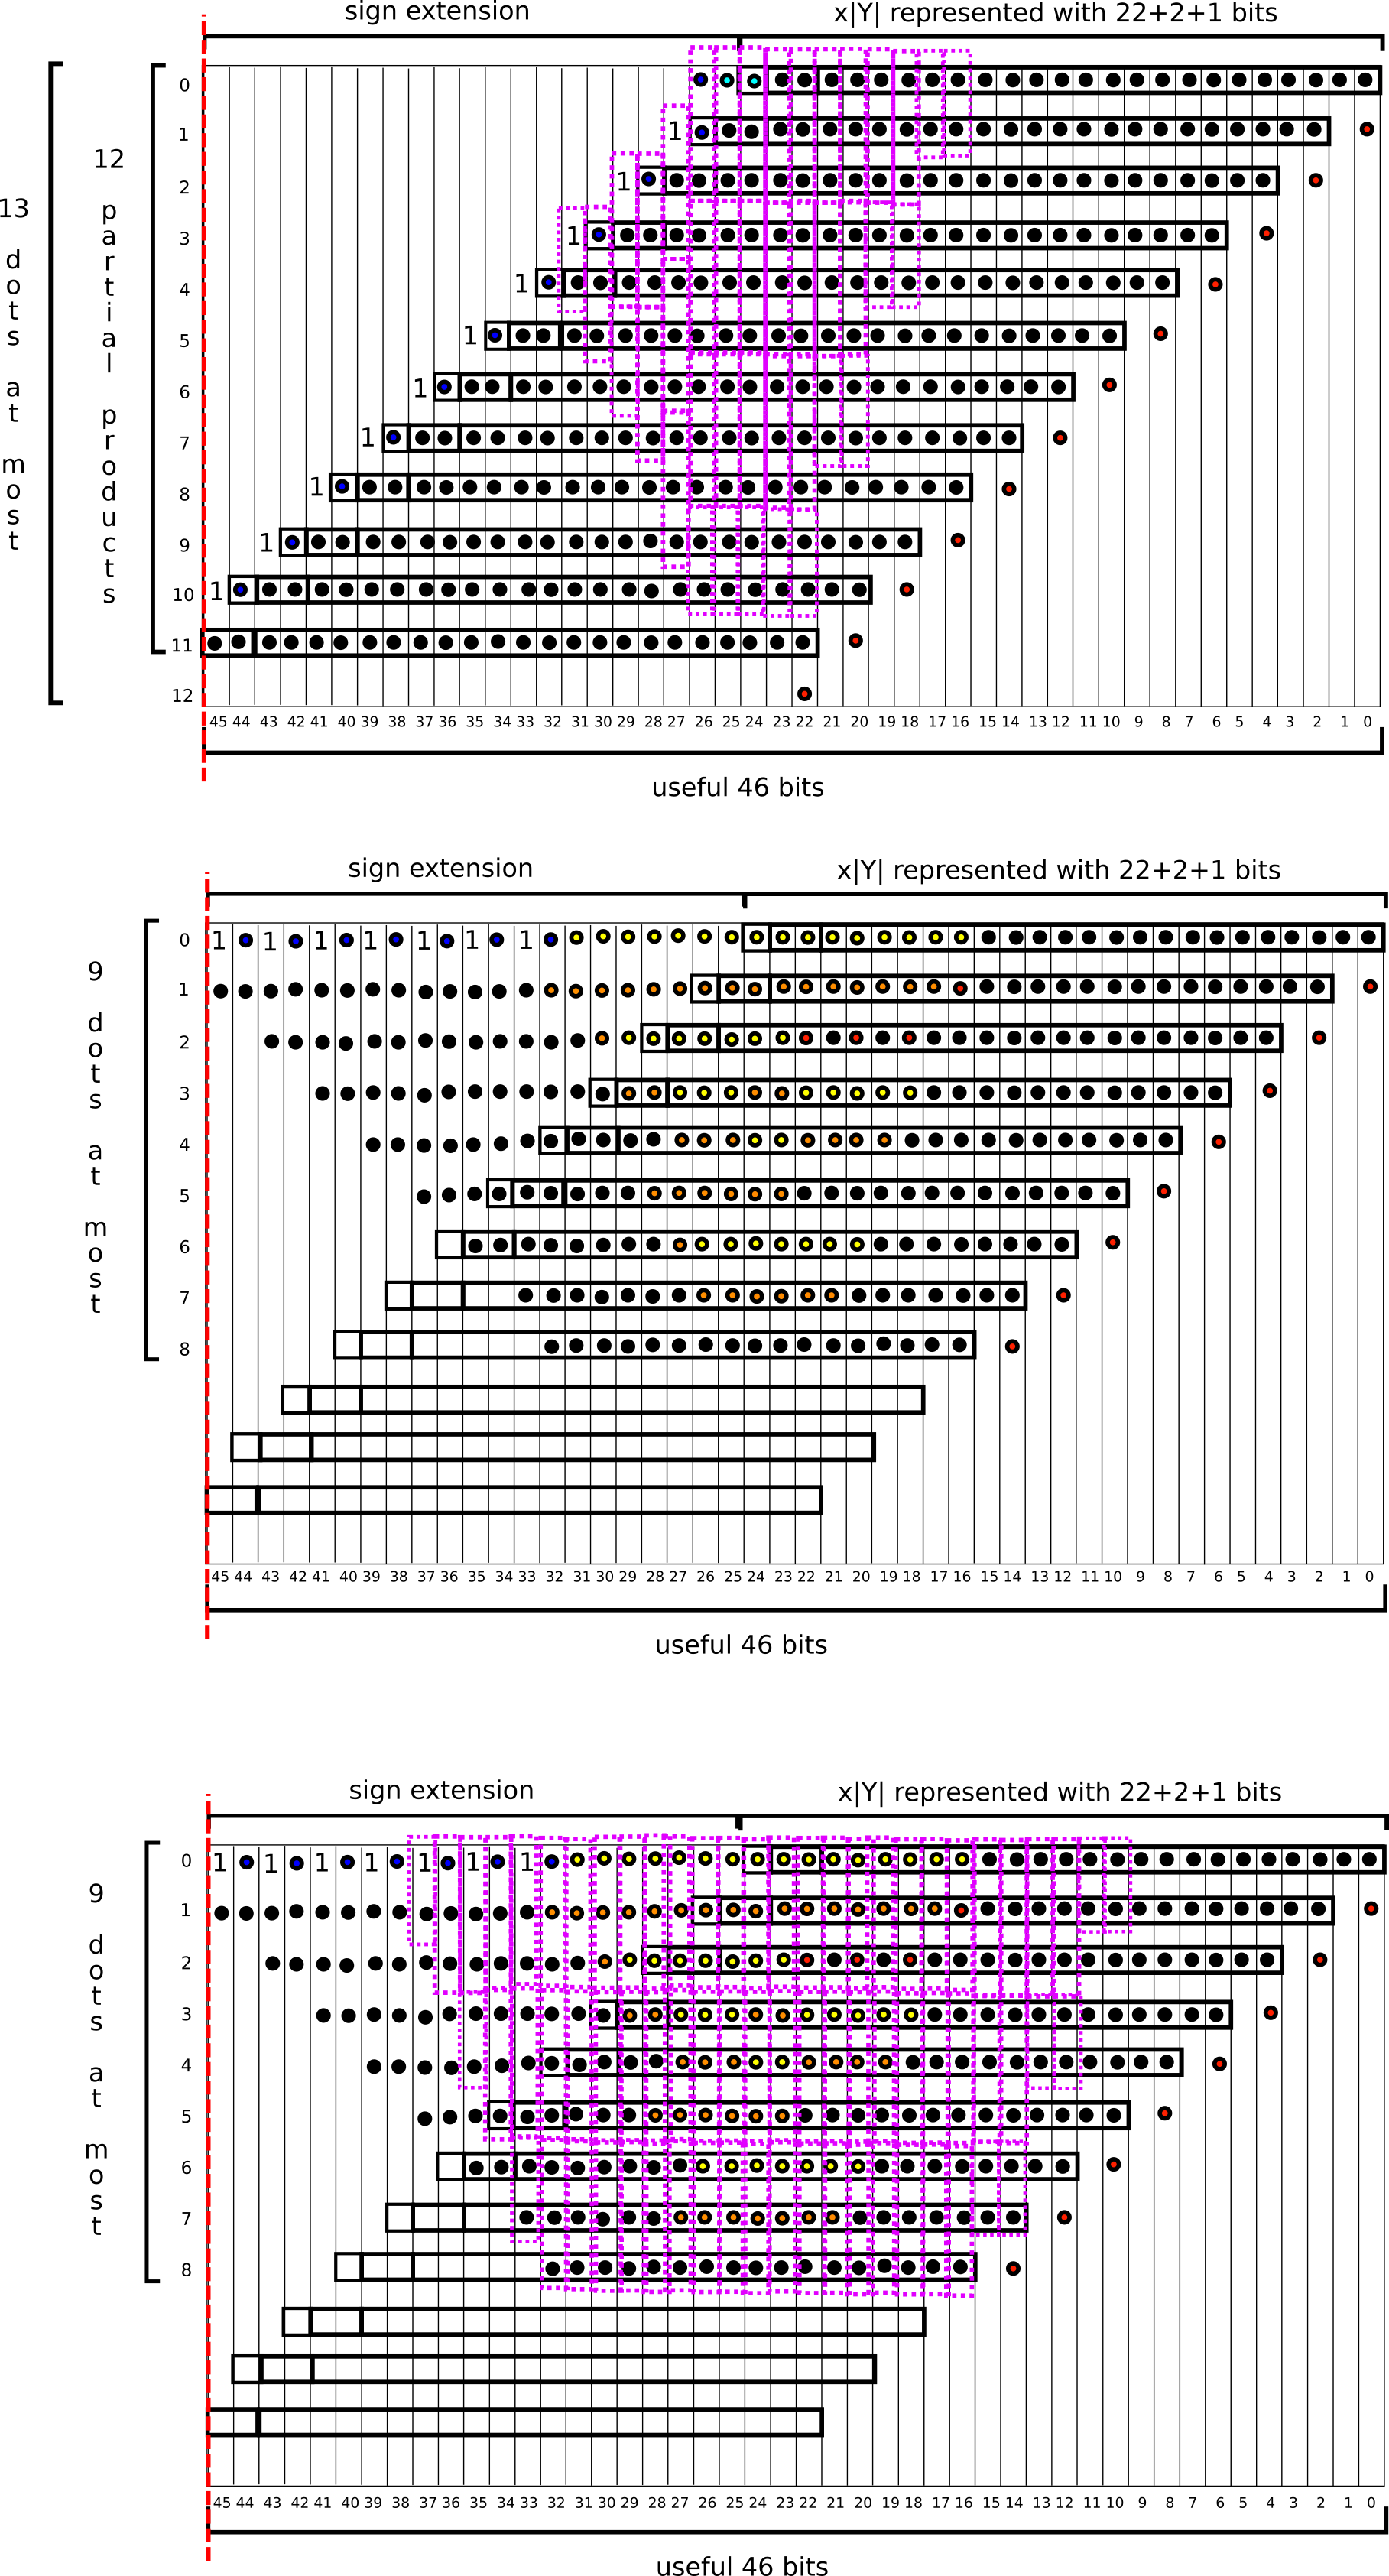 sign extension x|Y| represented with 22+2+1 bits
13 dots at most
12 partial products
0
1 1
2 1
3 1
4 1
5 1
6 1
7 1
8 1
9 1
10 1
11
12
45 44 43 42 41 40 39 38 37 36 35 34 33 32 31 30 29 28 27 26 25 24 23 22 21 20 19 18 17 16 15 14 13 12 11 10 9 8 7 6 5 4 3 2 1 0
useful 46 bits
sign extension x|Y| represented with 22+2+1 bits
9 dots at most
0 1 1 1 1 1 1 1
1
2
3
4
5
6
7
8
45 44 43 42 41 40 39 38 37 36 35 34 33 32 31 30 29 28 27 26 25 24 23 22 21 20 19 18 17 16 15 14 13 12 11 10 9 8 7 6 5 4 3 2 1 0
useful 46 bits
sign extension x|Y| represented with 22+2+1 bits
9 dots at most
0 1 1 1 1 1 1 1
1
2
3
4
5
6
7
8
45 44 43 42 41 40 39 38 37 36 35 34 33 32 31 30 29 28 27 26 25 24 23 22 21 20 19 18 17 16 15 14 13 12 11 10 9 8 7 6 5 4 3 2 1 0
useful 46 bits